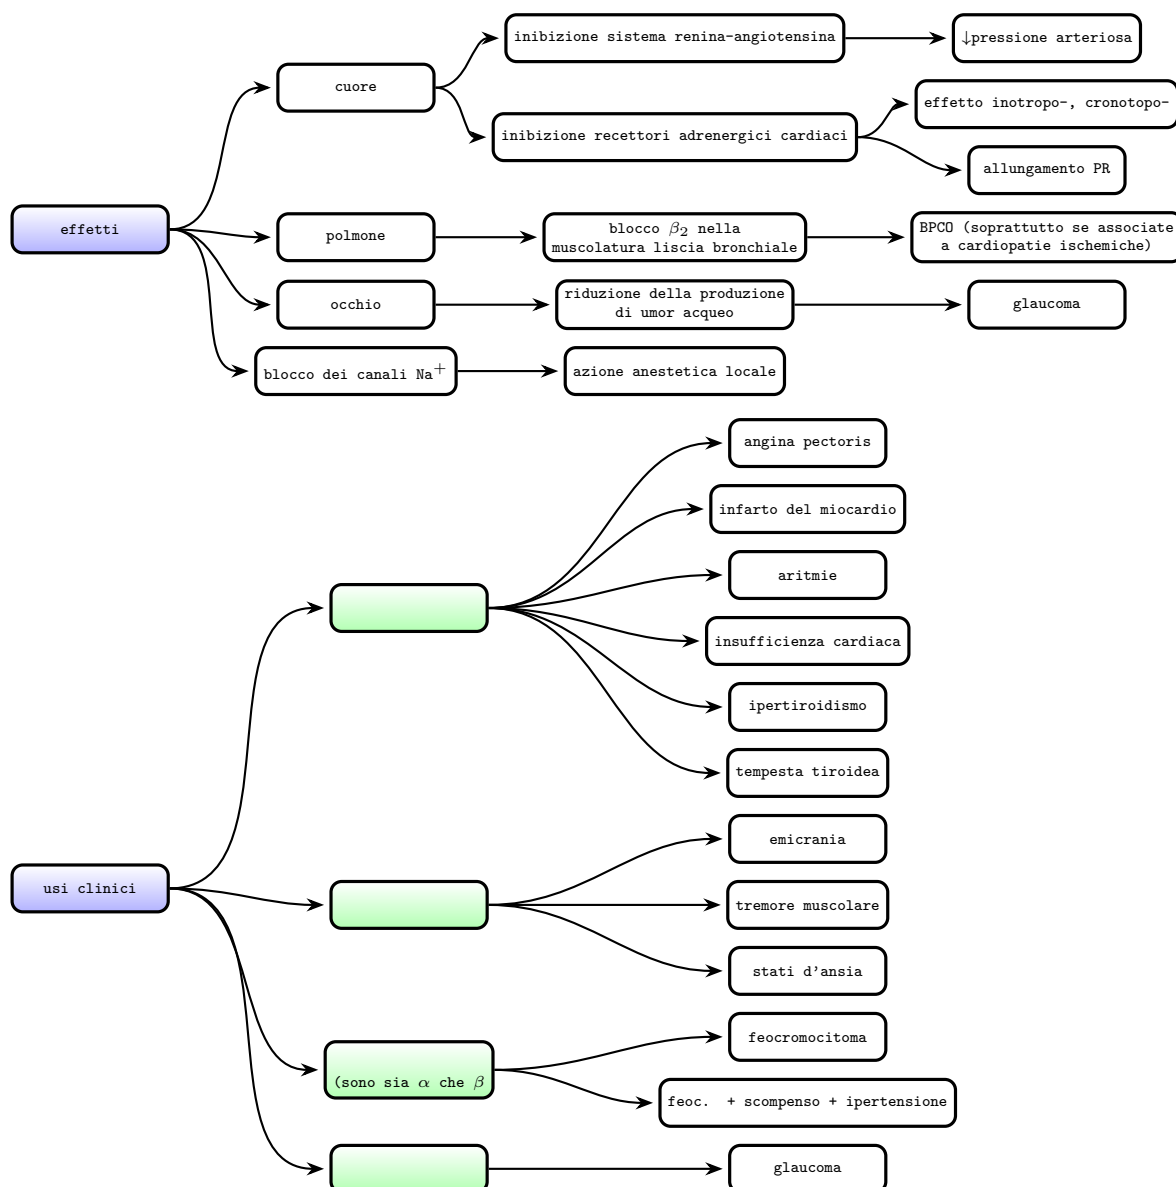 inibizione sistema renina-angiotensina
↓pressione arteriosa
cuore
effetto inotropo-, cronotopo-
inibizione recettori adrenergici cardiaci
allungamento PR
effetti
polmone
blocco β₂ nella
muscolatura liscia bronchiale
BPCO (soprattutto se associate
a cardiopatie ischemiche)
occhio
riduzione della produzione
di umor acqueo
glaucoma
blocco dei canali Na⁺
azione anestetica locale
angina pectoris
infarto del miocardio
aritmie
insufficienza cardiaca
ipertiroidismo
tempesta tiroidea
emicrania
usi clinici
tremore muscolare
stati d'ansia
feocromocitoma
(sono sia α che β
feoc. + scompenso + ipertensione
glaucoma